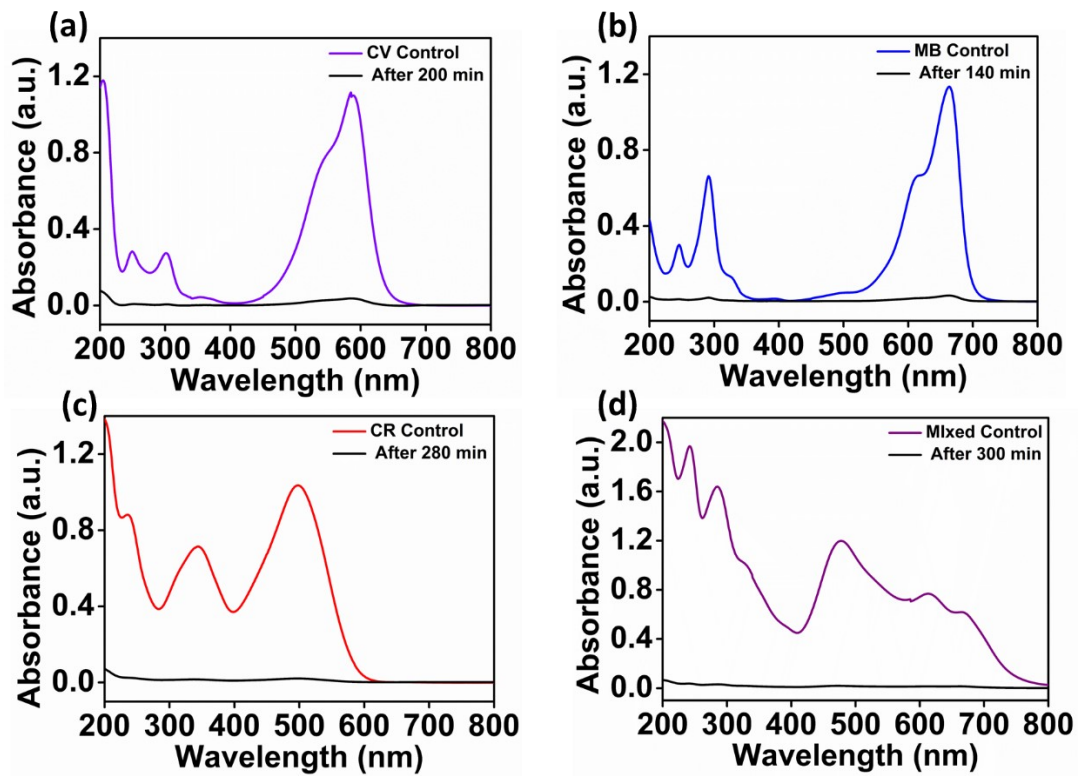 (a)
CV Control
After 200 min
1.2
0.8
0.4
0.0
Absorbance (a.u.)
200 300 400 500 600 700 800
Wavelength (nm)
(b)
MB Control
After 140 min
1.2
0.8
0.4
0.0
Absorbance (a.u.)
200 300 400 500 600 700 800
Wavelength (nm)
(c)
CR Control
After 280 min
1.2
0.8
0.4
0.0
Absorbance (a.u.)
200 300 400 500 600 700 800
Wavelength (nm)
(d)
MIxed Control
After 300 min
2.0
1.6
1.2
0.8
0.4
0.0
Absorbance (a.u.)
200 300 400 500 600 700 800
Wavelength (nm)